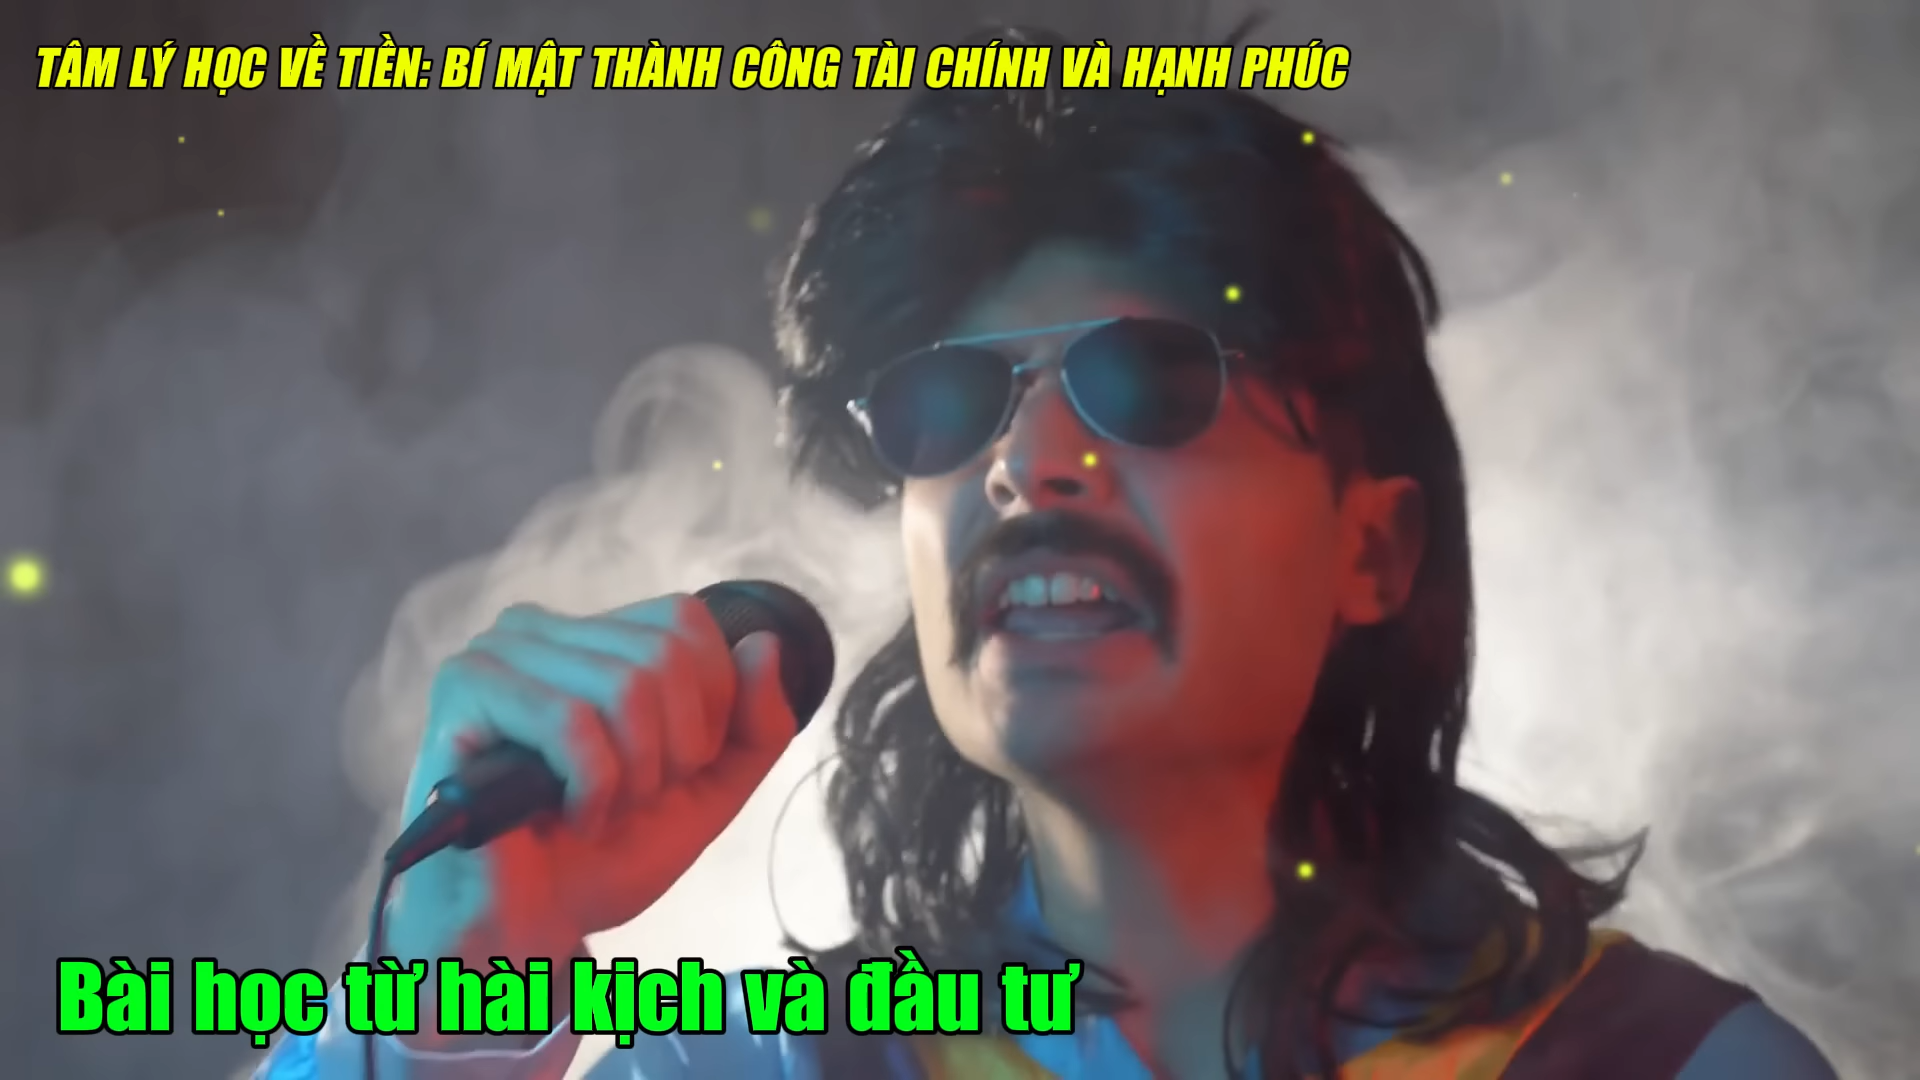 TÂM LÝ HỌC VỀ TIỀN: BÍ MẬT THÀNH CÔNG TÀI CHÍNH VÀ HẠNH PHÚC
Bài học từ hài kịch và đầu tư